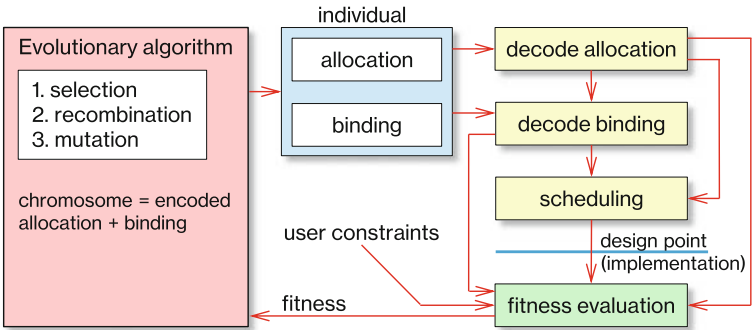 individual
Evolutionary algorithm
1. selection
2. recombination
3. mutation
chromosome = encoded
allocation + binding
allocation
binding
decode allocation
decode binding
scheduling
design point
(implementation)
user constraints
fitness
fitness evaluation